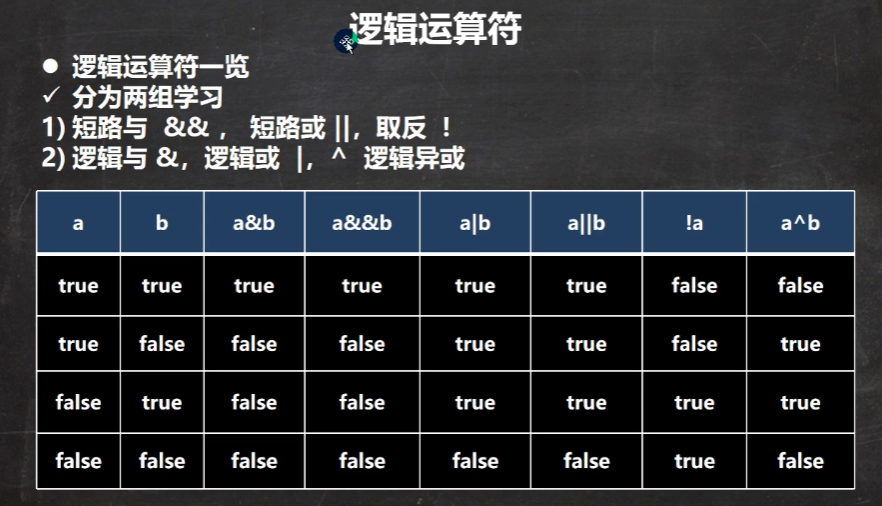 逻辑运算符
● 逻辑运算符一览
✓ 分为两组学习
1) 短路与 && ， 短路或 ||，取反 ！
2) 逻辑与 &，逻辑或 |，^ 逻辑异或
a b a&b a&&b a|b a||b !a a^b
true true true true true true false false
true false false false true true false true
false true false false true true true true
false false false false false false true false